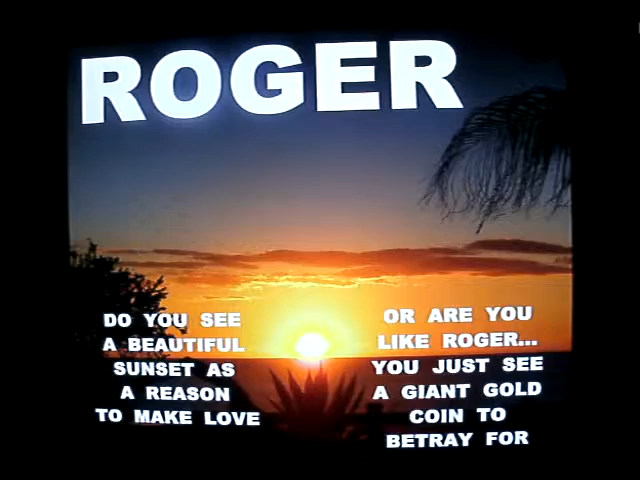 ROGER
DO YOU SEE
A BEAUTIFUL
SUNSET AS
A REASON
TO MAKE LOVE
OR ARE YOU
LIKE ROGER...
YOU JUST SEE
A GIANT GOLD
COIN TO
BETRAY FOR